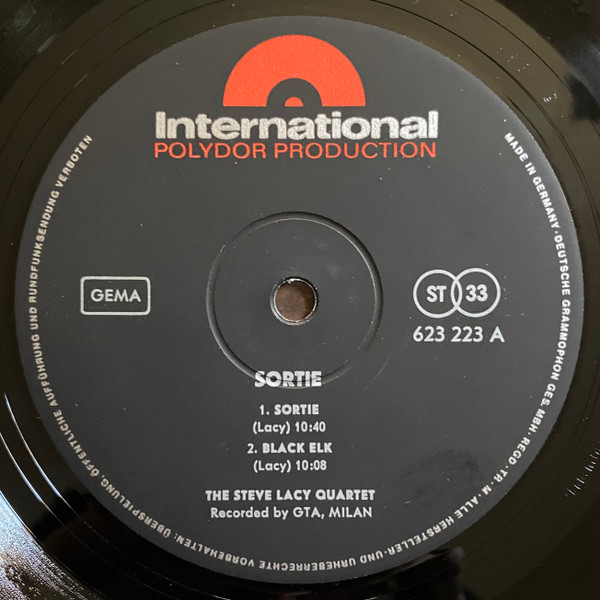 International
POLYDOR PRODUCTION
GEMA
ST 33
623 223 A
SORTIE
1. SORTIE
(Lacy) 10:40
2. BLACK ELK
(Lacy) 10:08
THE STEVE LACY QUARTET
Recorded by GTA, MILAN
MADE IN GERMANY · DEUTSCHE GRAMMOPHON GES. MBH · REGD · TR · M · ALLE HERSTELLER- UND URHEBERRECHTE VORBEHALTEN: ÜBERSPIELUNG, ÖFFENTLICHE AUFFÜHRUNG UND RUNDFUNKSENDUNG VERBOTEN